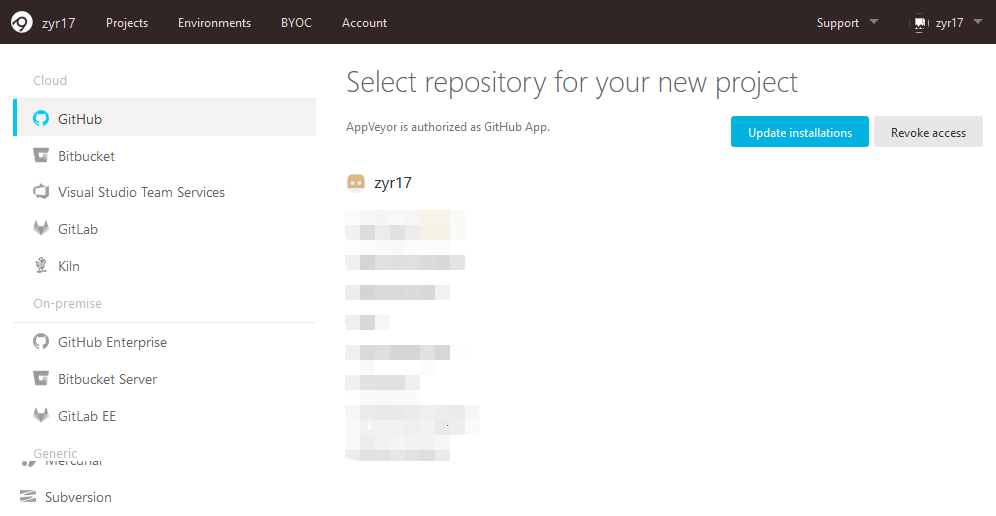 zyr17 Projects Environments BYOC Account Support zyr17
Cloud
Select repository for your new project
GitHub
AppVeyor is authorized as GitHub App.
Update installations Revoke access
Bitbucket
zyr17
Visual Studio Team Services
GitLab
Kiln
On-premise
GitHub Enterprise
Bitbucket Server
GitLab EE
Generic
Mercurial
Subversion